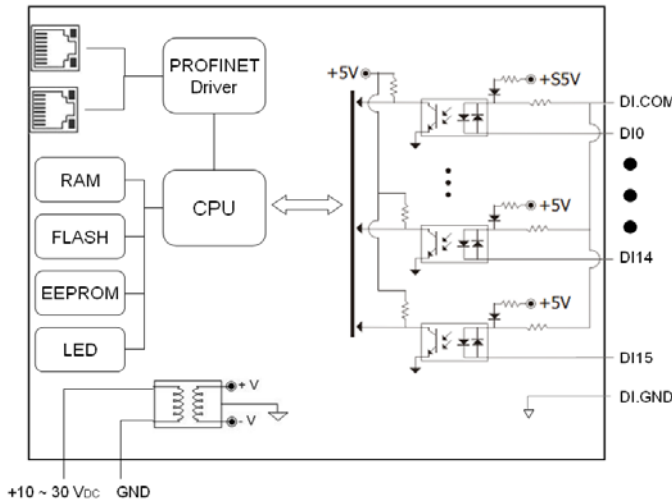 PROFINET
Driver
+5V
+S5V
DI.COM
DI0
RAM
CPU
FLASH
+5V
DI14
EEPROM
LED
+5V
DI15
+ V
- V
DI.GND
+10 ~ 30 VDC GND